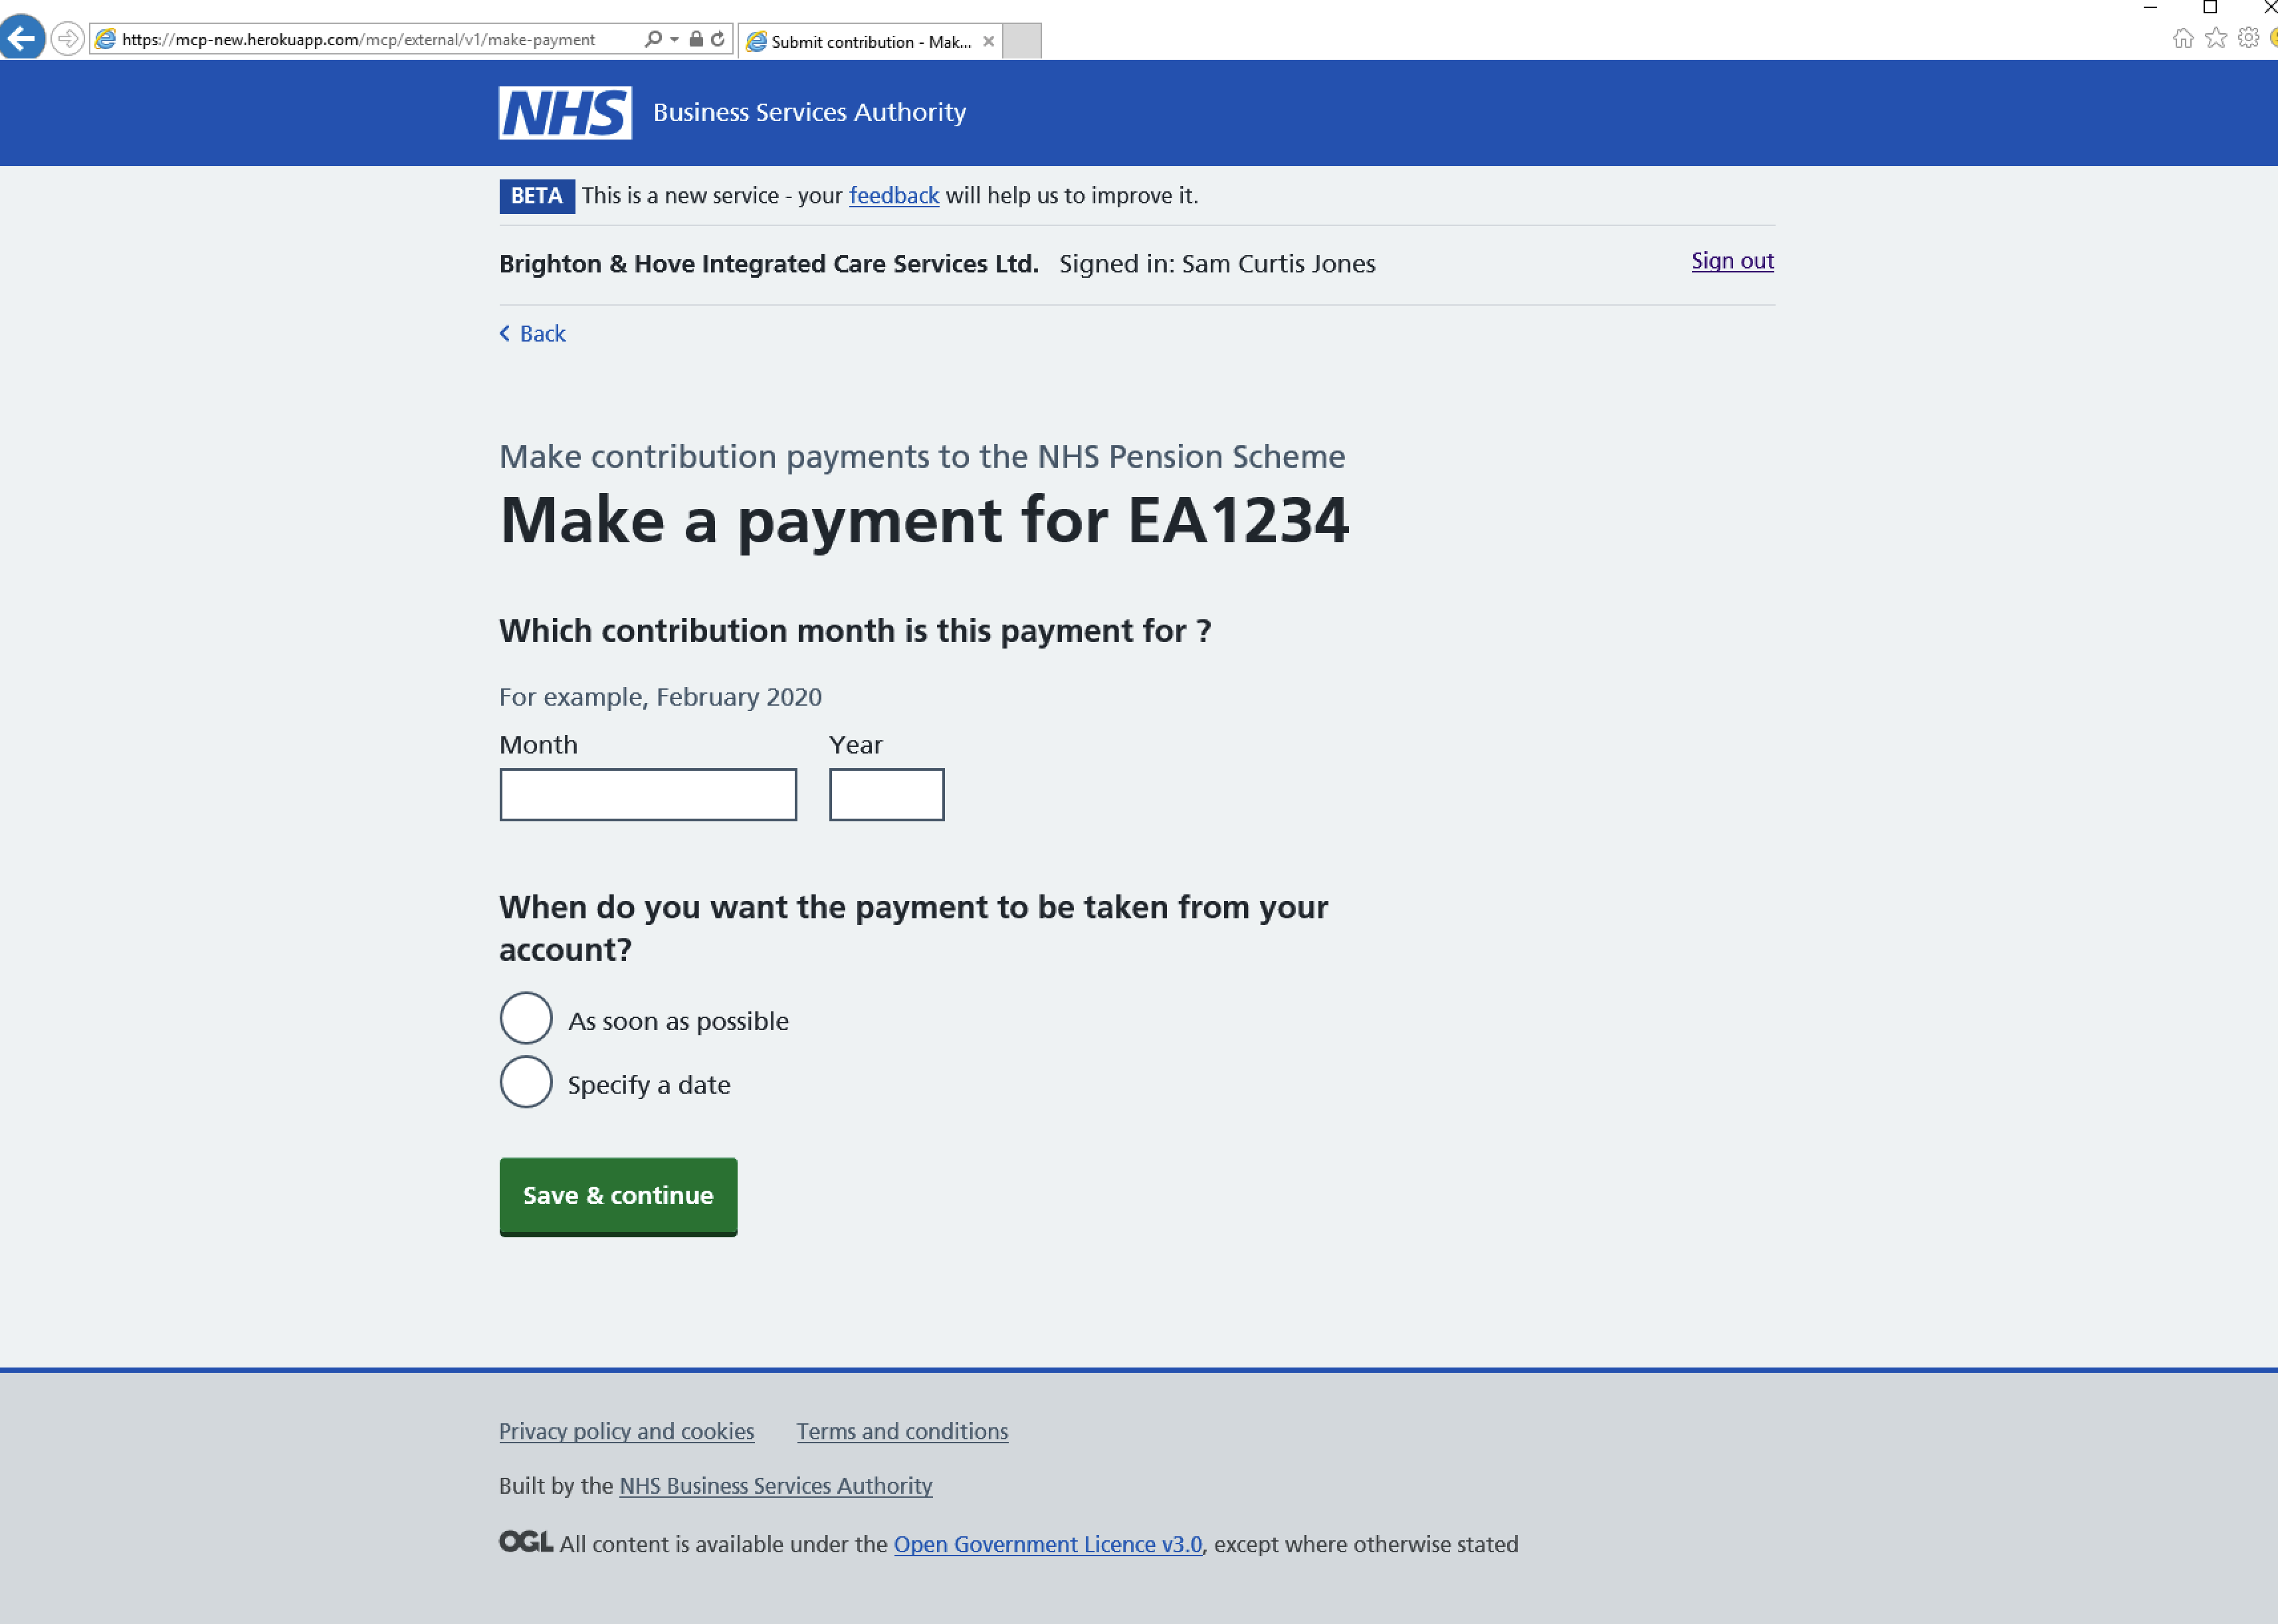 https://mcp-new.herokuapp.com/mcp/external/v1/make-payment
Submit contribution - Mak...
NHS Business Services Authority
BETA This is a new service - your feedback will help us to improve it.
Brighton & Hove Integrated Care Services Ltd. Signed in: Sam Curtis Jones Sign out
Back
Make contribution payments to the NHS Pension Scheme
Make a payment for EA1234
Which contribution month is this payment for ?
For example, February 2020
Month Year
When do you want the payment to be taken from your
account?
As soon as possible
Specify a date
Save & continue
Privacy policy and cookies Terms and conditions
Built by the NHS Business Services Authority
OGL All content is available under the Open Government Licence v3.0, except where otherwise stated